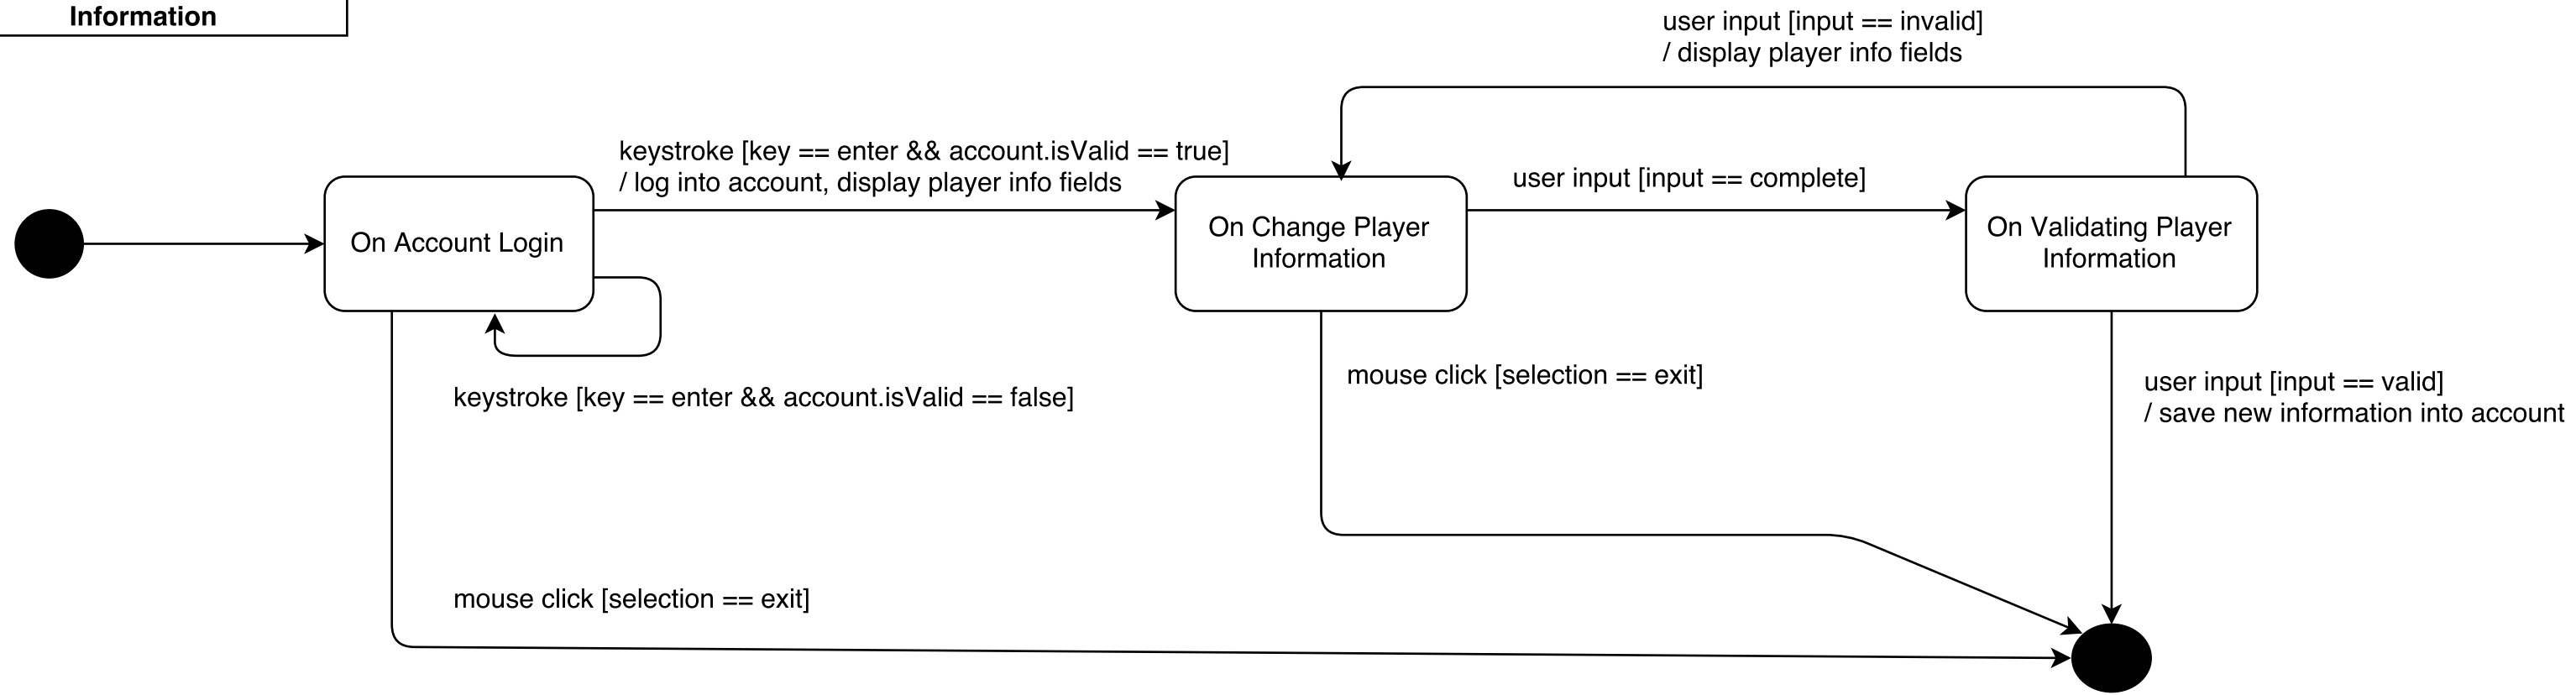 Information
user input [input == invalid]
/ display player info fields
keystroke [key == enter && account.isValid == true]
/ log into account, display player info fields
user input [input == complete]
On Account Login
On Change Player
Information
On Validating Player
Information
keystroke [key == enter && account.isValid == false]
mouse click [selection == exit]
user input [input == valid]
/ save new information into account
mouse click [selection == exit]